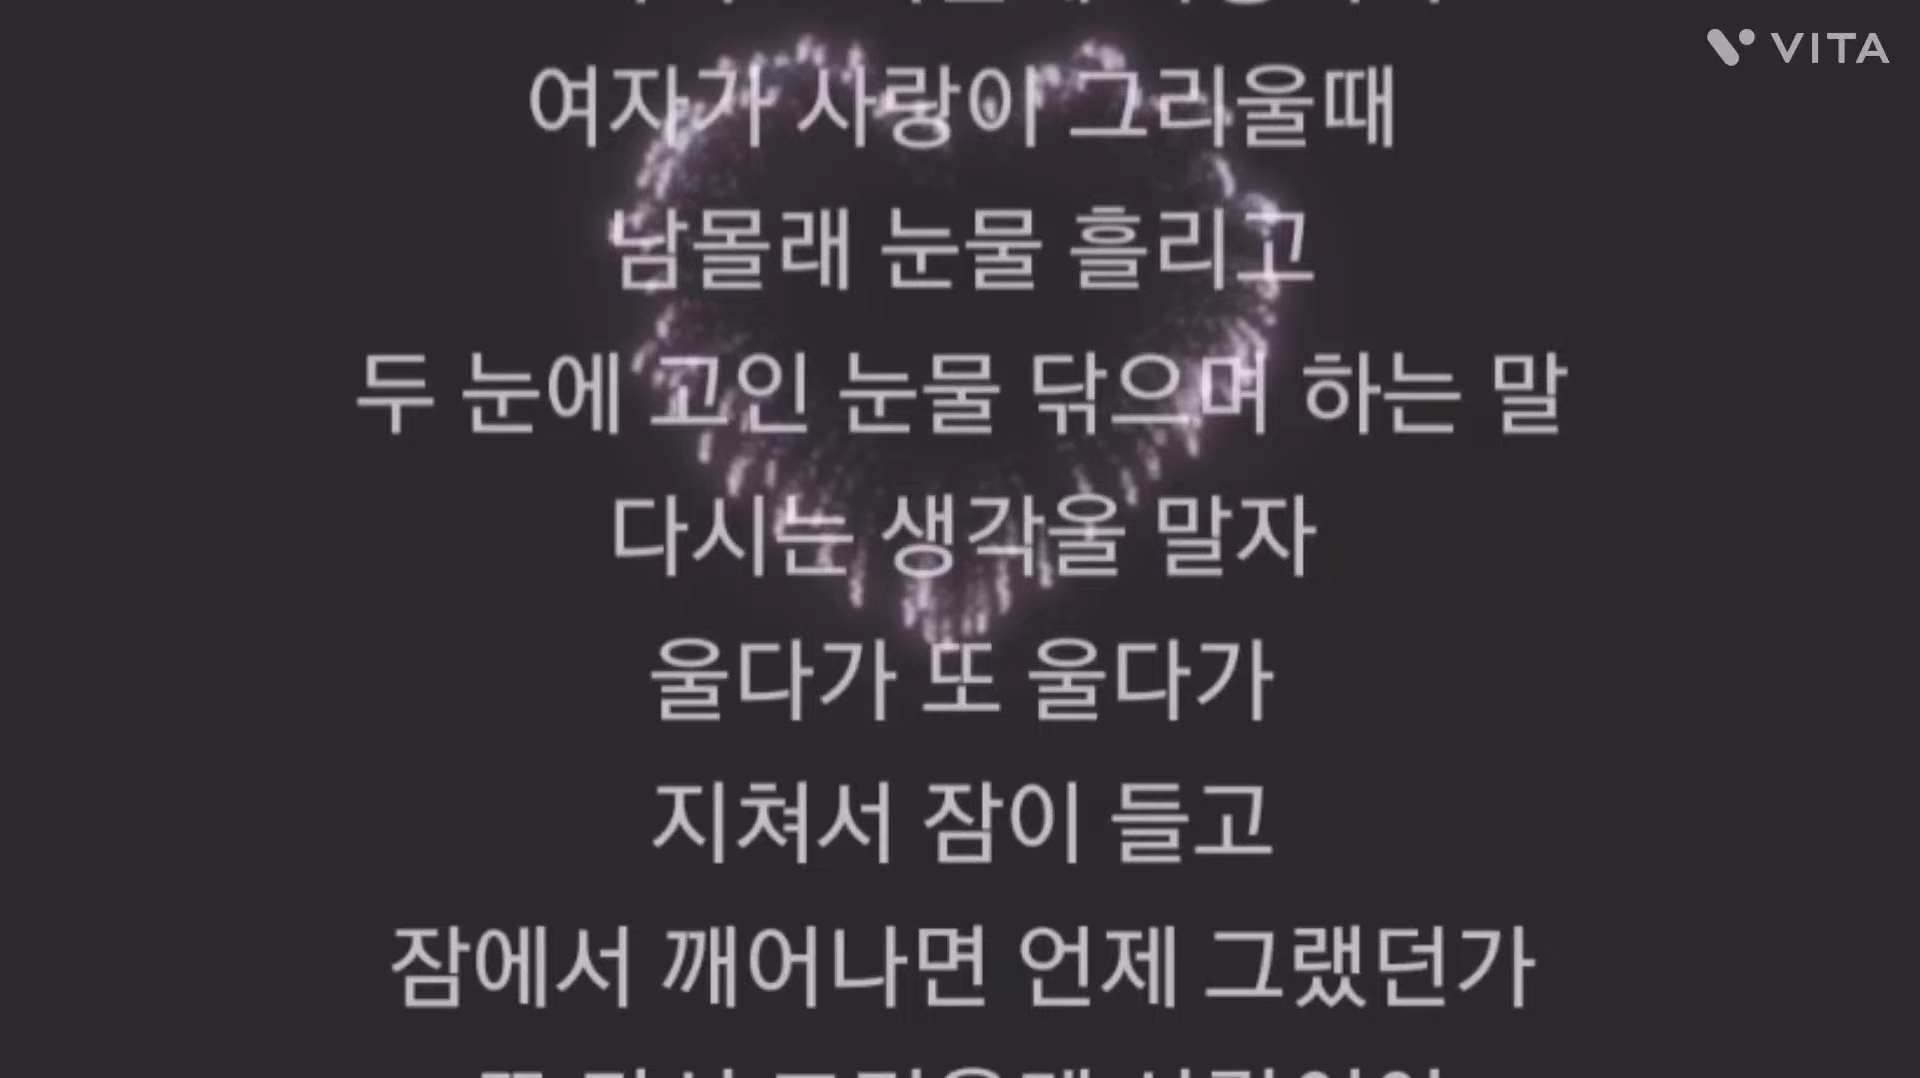 VITA
여자가 사랑이 그리울때
남몰래 눈물 흘리고
두 눈에 고인 눈물 닦으며 하는 말
다시는 생각울 말자
울다가 또 울다가
지쳐서 잠이 들고
잠에서 깨어나면 언제 그랬던가